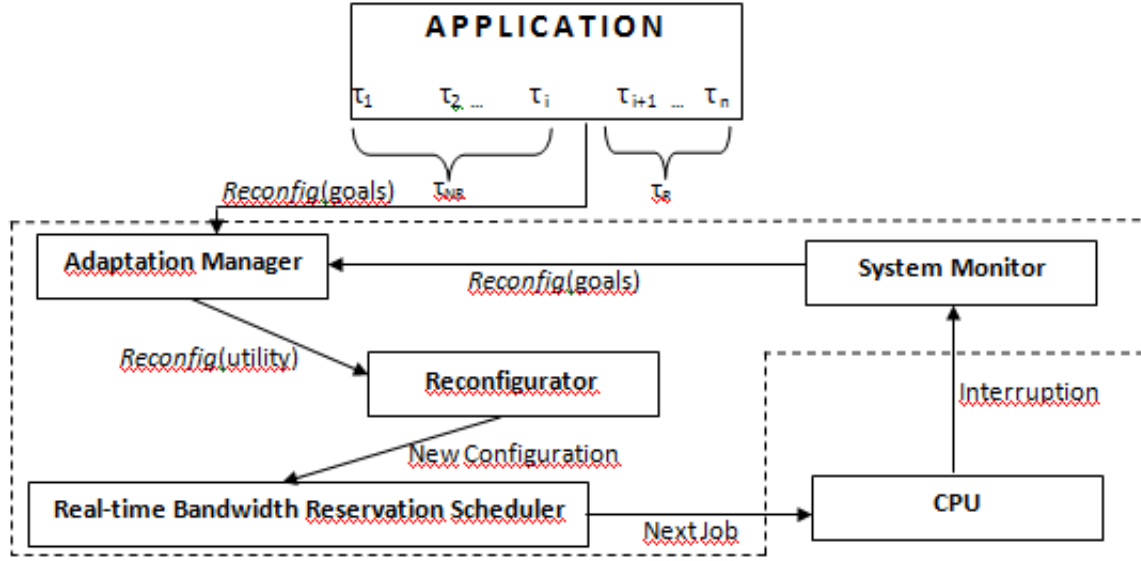 APPLICATION
τ1 τ2 ... τi τi+1 ... τn
τNR τR
Reconfig(goals)
Adaptation Manager
System Monitor
Reconfig(goals)
Reconfig(utility)
Reconfigurator
Interruption
New Configuration
Real-time Bandwidth Reservation Scheduler
CPU
Next Job